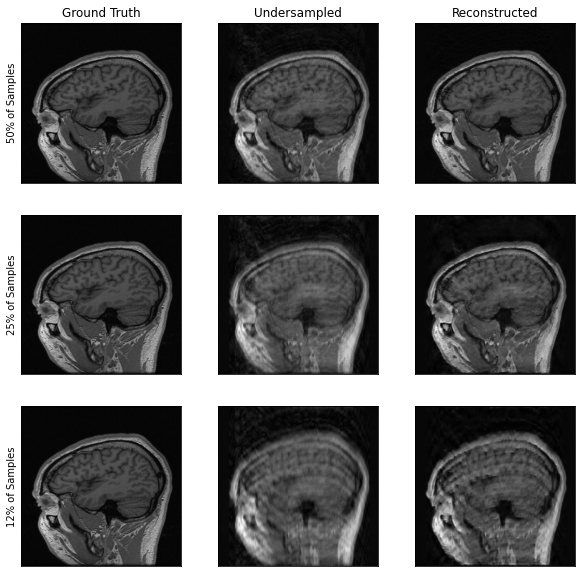 Ground Truth
Undersampled
Reconstructed
50% of Samples
25% of Samples
12% of Samples